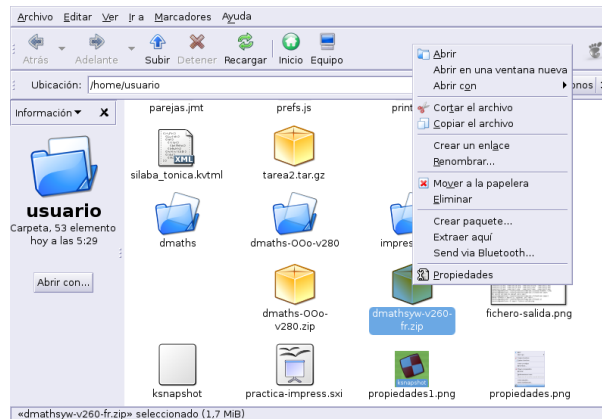 Archivo Editar Ver Ir a Marcadores Ayuda
Atrás Adelante Subir Detener Recargar Inicio Equipo
Ubicación: /home/usuario
Información
usuario
Carpeta, 53 elemento
hoy a las 5:29
Abrir con...
parejas.jmt prefs.js print
XML
silaba_tonica.kvtml tarea2.tar.gz
dmaths dmaths-OOo-v280 impres
dmaths-OOo-
v280.zip
dmathsyw-v260-
fr.zip
fichero-salida.png
ksnapshot
ksnapshot practica-impress.sxi propiedades1.png propiedades.png
Abrir
Abrir en una ventana nueva
Abrir con
Cortar el archivo
Copiar el archivo
Crear un enlace
Renombrar...
Mover a la papelera
Eliminar
Crear paquete...
Extraer aquí
Send via Bluetooth...
Propiedades
«dmathsyw-v260-fr.zip» seleccionado (1,7 MiB)